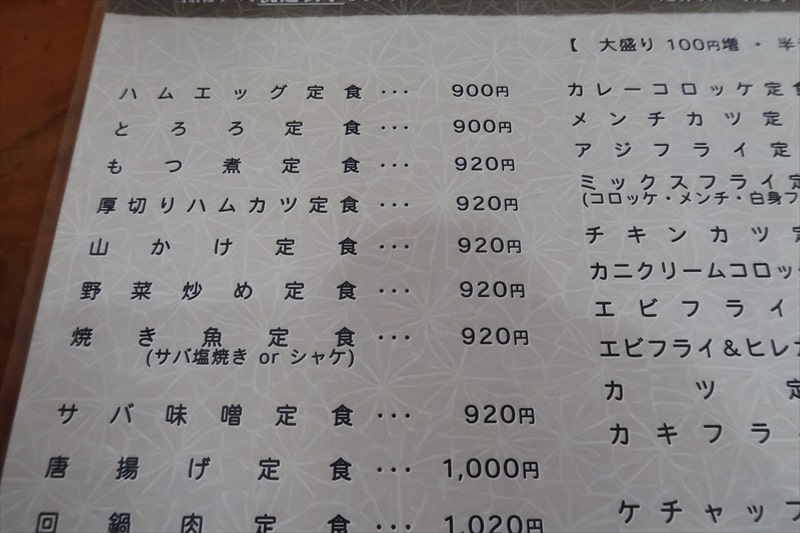 ハムエッグ定食… 900円
とろろ定食… 900円
もつ煮定食… 920円
厚切りハムカツ定食… 920円
山かけ定食… 920円
野菜炒め定食… 920円
焼き魚定食… 920円
(サバ塩焼き or シャケ)
サバ味噌定食… 920円
唐揚げ定食… 1,000円
回鍋肉定食… 1,020円
【 大盛り 100円増 ・ 半
カレーコロッケ定食
メンチカツ定
アジフライ定
ミックスフライ定
(コロッケ・メンチ・白身フ
チキンカツ定
カニクリームコロッ
エビフライ
エビフライ&ヒレカ
カツ定
カキフラ
ケチャップ